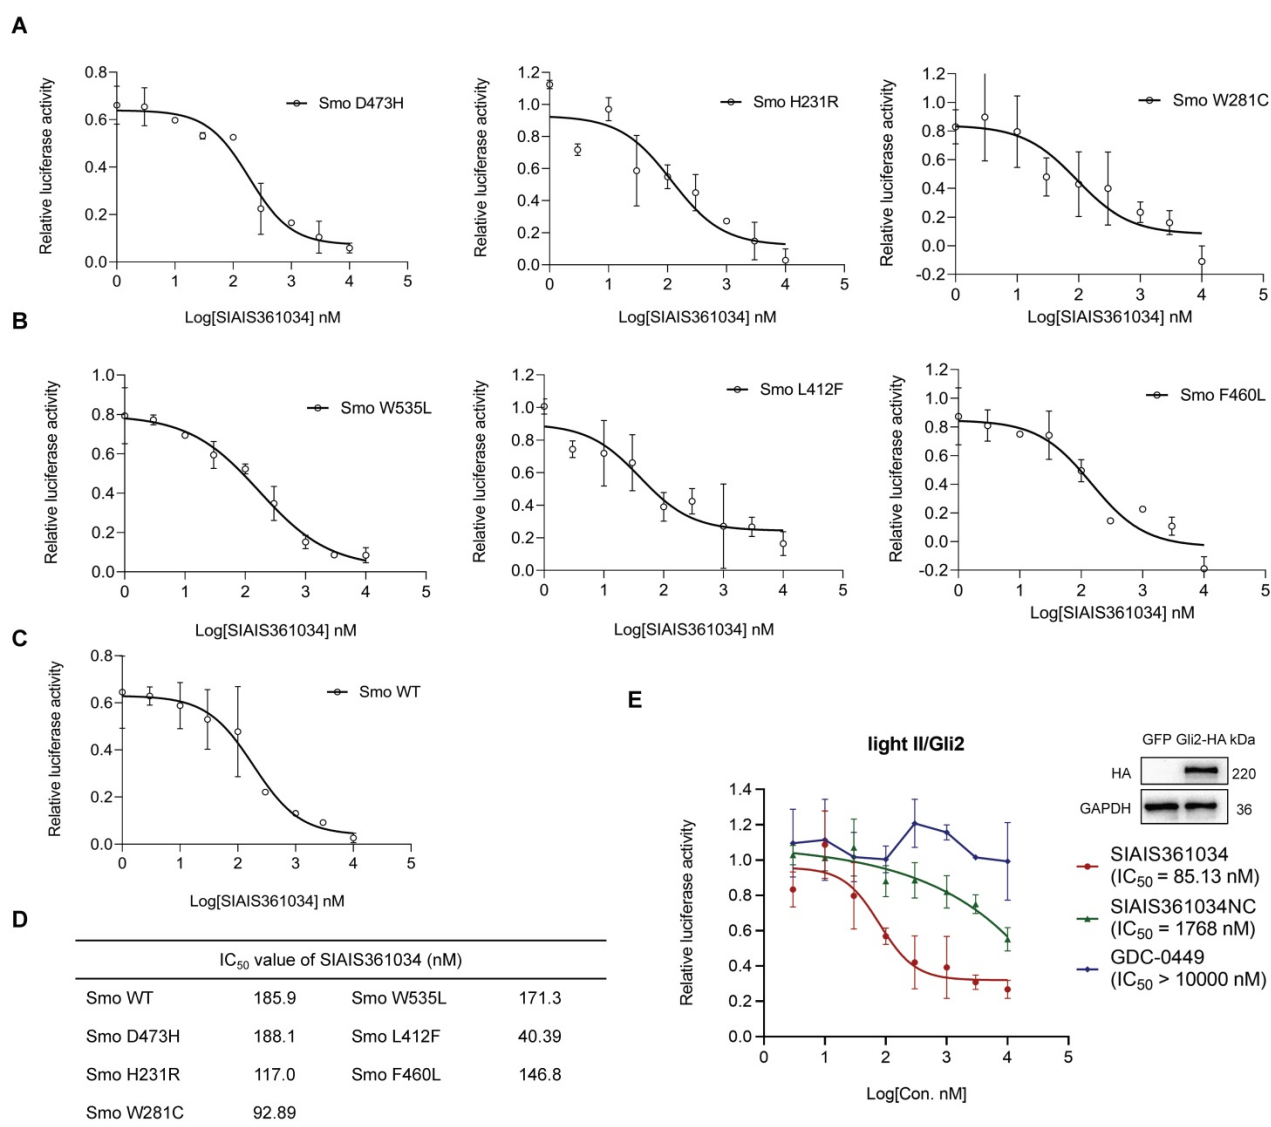 A
Relative luciferase activity
0.8
0.6
0.4
0.2
0.0
0 1 2 3 4 5
Log[SIAIS361034] nM
Smo D473H
Relative luciferase activity
1.2
1.0
0.8
0.6
0.4
0.2
0.0
0 1 2 3 4 5
Log[SIAIS361034] nM
Smo H231R
Relative luciferase activity
1.2
1.0
0.8
0.6
0.4
0.2
0.0
-0.2
0 1 2 3 4 5
Log[SIAIS361034] nM
Smo W281C
B
Relative luciferase activity
1.0
0.8
0.6
0.4
0.2
0.0
0 1 2 3 4 5
Log[SIAIS361034] nM
Smo W535L
Relative luciferase activity
1.2
1.0
0.8
0.6
0.4
0.2
0.0
0 1 2 3 4 5
Log[SIAIS361034] nM
Smo L412F
Relative luciferase activity
1.2
1.0
0.8
0.6
0.4
0.2
0.0
-0.2
0 1 2 3 4 5
Log[SIAIS361034] nM
Smo F460L
C
Relative luciferase activity
0.8
0.6
0.4
0.2
0.0
0 1 2 3 4 5
Log[SIAIS361034] nM
Smo WT
D
IC50 value of SIAIS361034 (nM)
Smo WT 185.9 Smo W535L 171.3
Smo D473H 188.1 Smo L412F 40.39
Smo H231R 117.0 Smo F460L 146.8
Smo W281C 92.89
E
light II/Gli2
Relative luciferase activity
1.4
1.2
1.0
0.8
0.6
0.4
0.2
0.0
0 1 2 3 4 5
Log[Con. nM]
GFP Gli2-HA kDa
HA 220
GAPDH 36
SIAIS361034
(IC50 = 85.13 nM)
SIAIS361034NC
(IC50 = 1768 nM)
GDC-0449
(IC50 > 10000 nM)